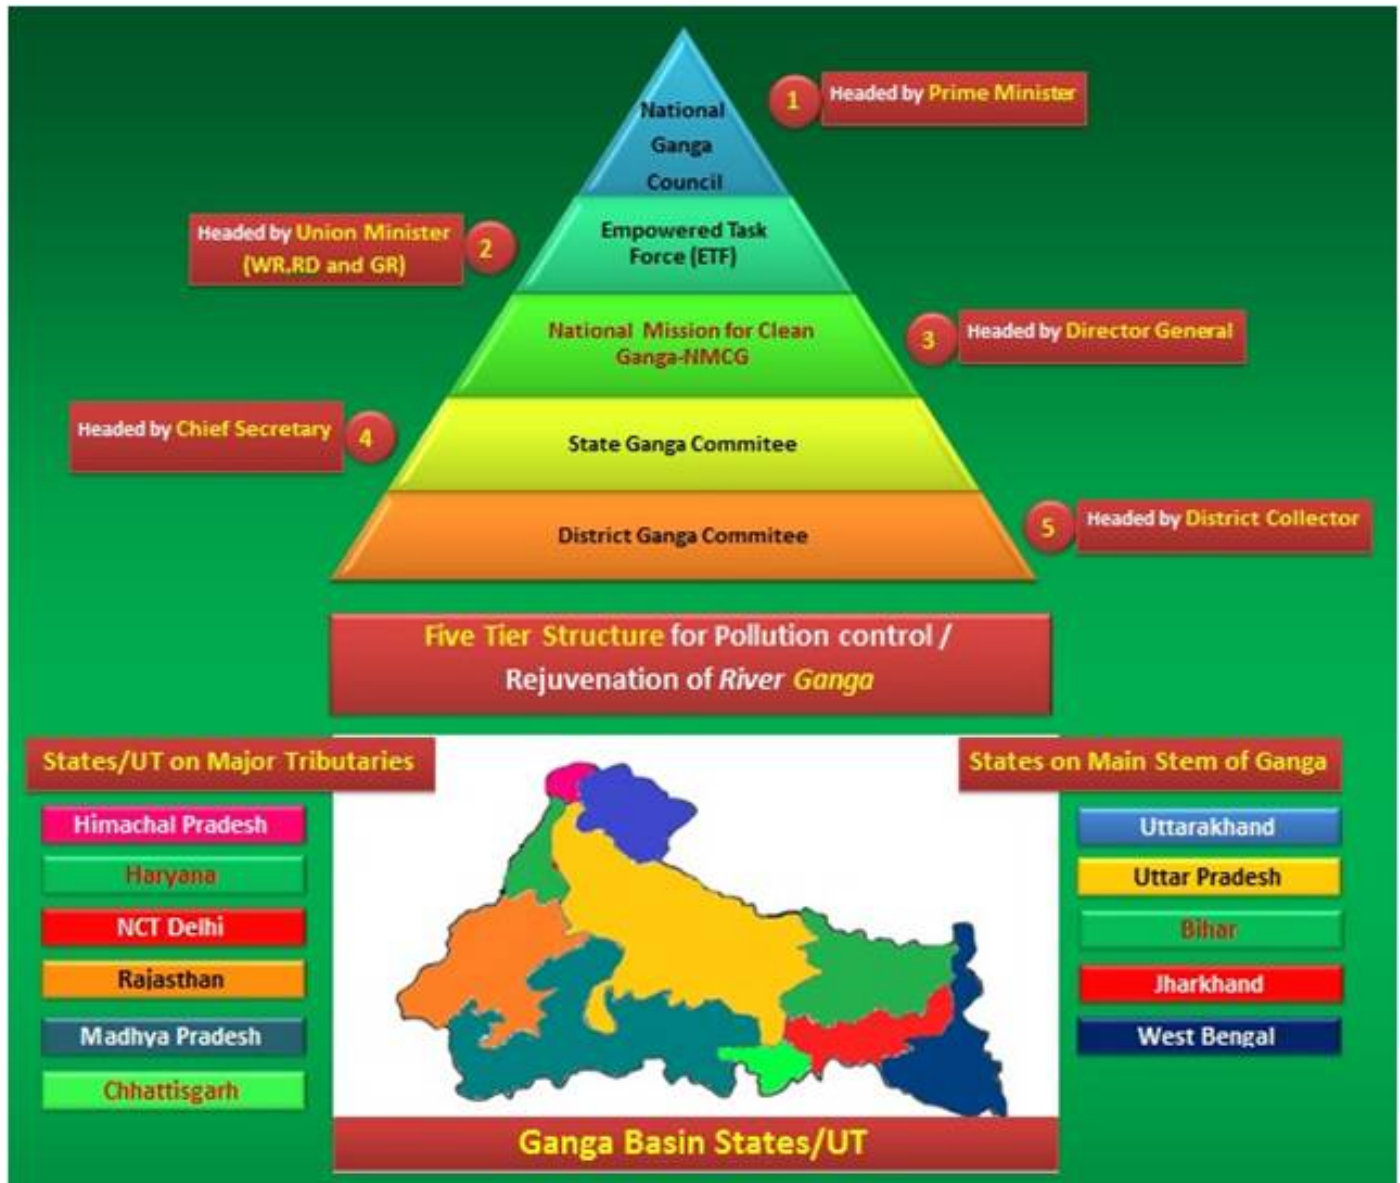 National
Ganga
Council
1
Headed by Prime Minister
Headed by Union Minister
(WR.RD and GR)
2
Empowered Task
Force (ETF)
National Mission for Clean
Ganga-NMCG
3
Headed by Director General
Headed by Chief Secretary
4
State Ganga Commitee
District Ganga Commitee
5
Headed by District Collector
Five Tier Structure for Pollution control /
Rejuvenation of River Ganga
States/UT on Major Tributaries
Himachal Pradesh
Haryana
NCT Delhi
Rajasthan
Madhya Pradesh
Chhattisgarh
States on Main Stem of Ganga
Uttarakhand
Uttar Pradesh
Bihar
Jharkhand
West Bengal
Ganga Basin States/UT